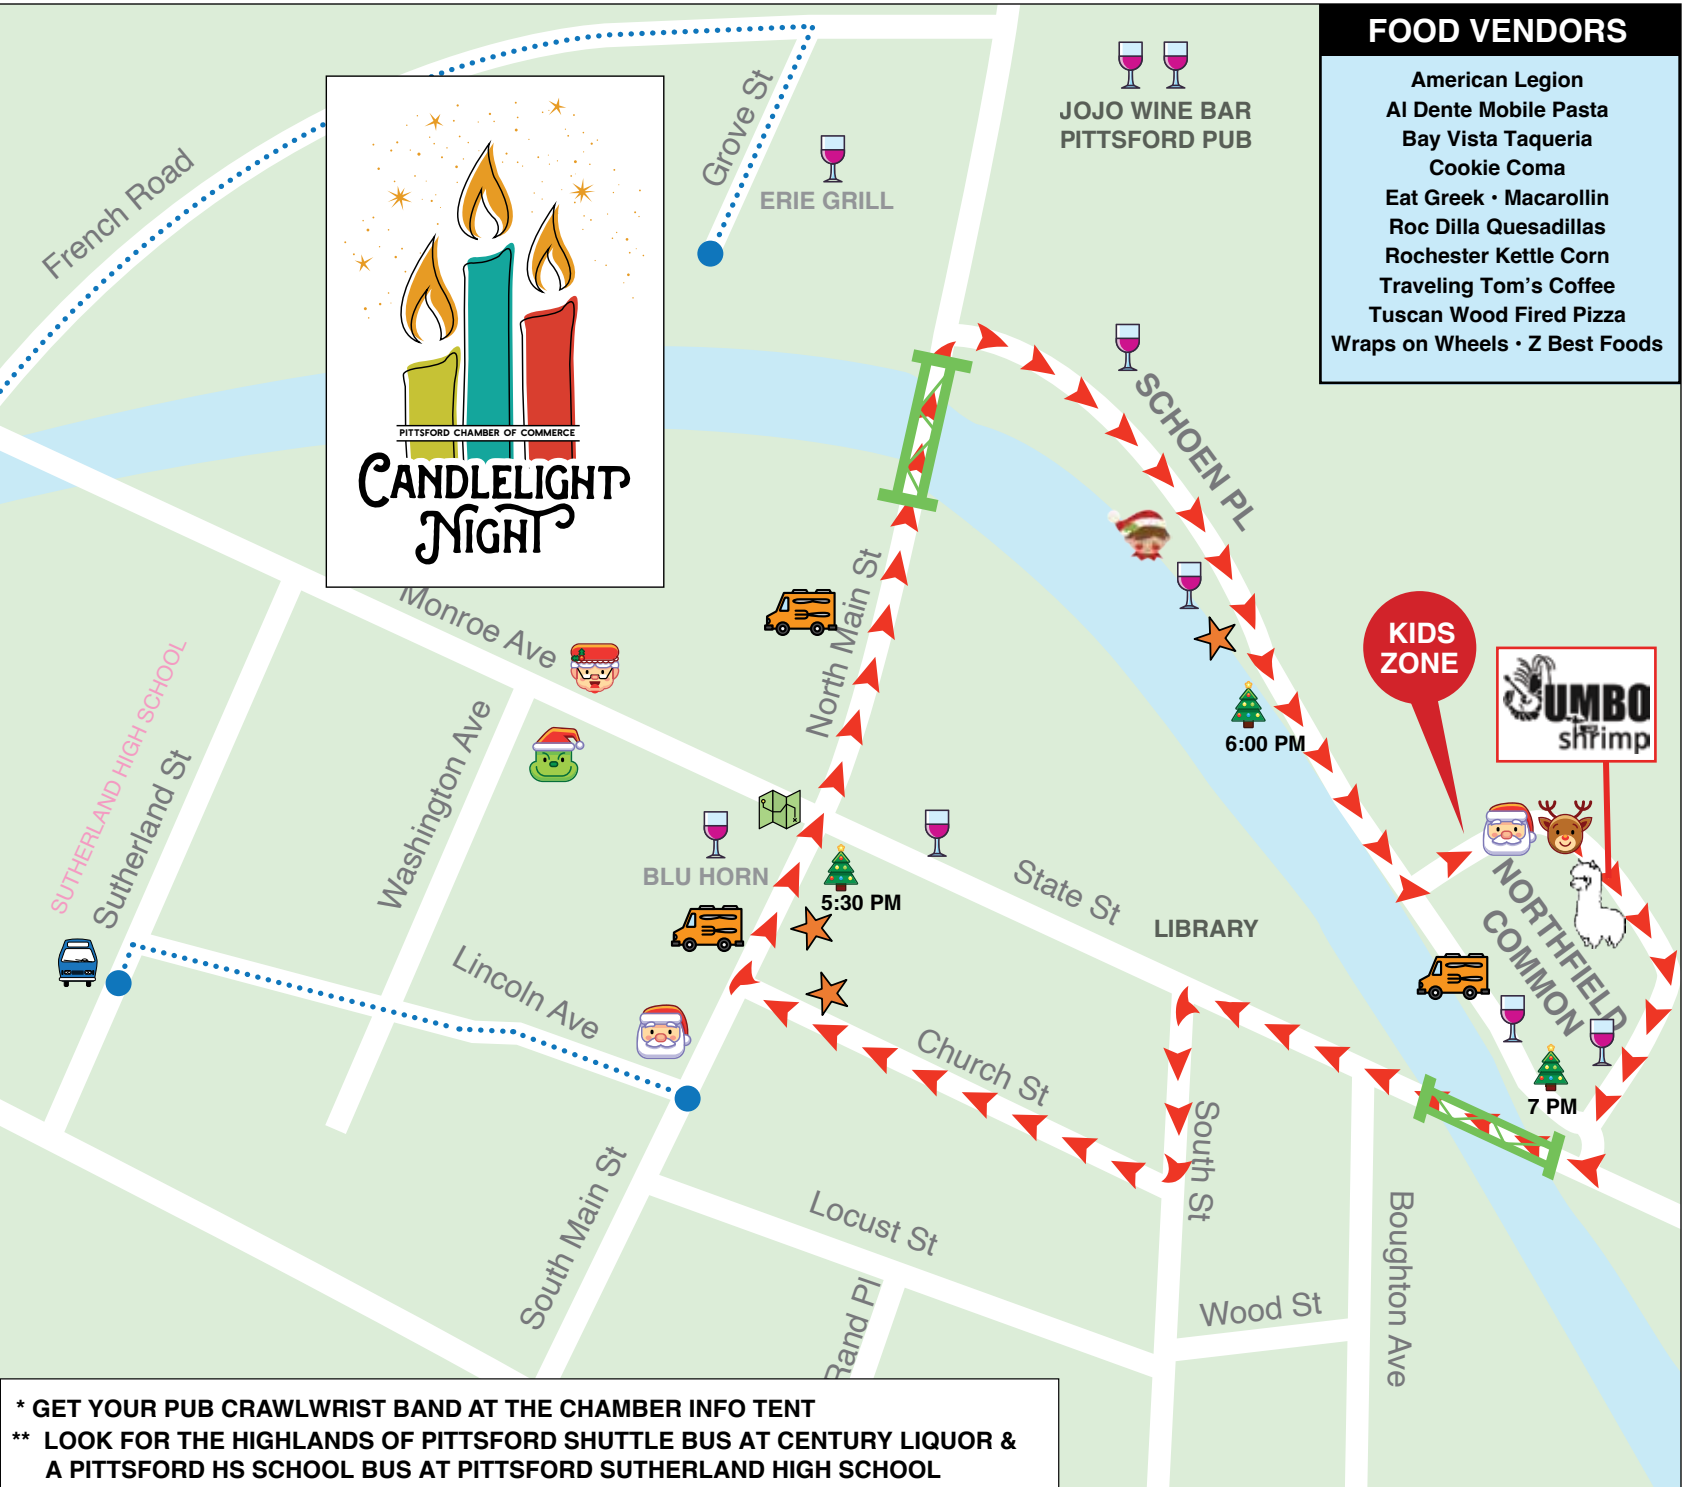 FOOD VENDORS
American Legion
Al Dente Mobile Pasta
Bay Vista Taqueria
Cookie Coma
Eat Greek • Macarollin
Roc Dilla Quesadillas
Rochester Kettle Corn
Traveling Tom's Coffee
Tuscan Wood Fired Pizza
Wraps on Wheels • Z Best Foods
JOJO WINE BAR
PITTSFORD PUB
Grove St
ERIE GRILL
French Road
PITTSFORD CHAMBER OF COMMERCE
CANDLELIGHT
NIGHT
SCHOEN PL
Monroe Ave
North Main St
KIDS
ZONE
JUMBO
shrimp
6:00 PM
SUTHERLAND HIGH SCHOOL
Sutherland St
Washington Ave
BLU HORN
5:30 PM
State St
LIBRARY
NORTHFIELD
COMMON
Lincoln Ave
Church St
7 PM
South St
South Main St
Locust St
Boughton Ave
Wood St
Rand Pl
* GET YOUR PUB CRAWLWRIST BAND AT THE CHAMBER INFO TENT
** LOOK FOR THE HIGHLANDS OF PITTSFORD SHUTTLE BUS AT CENTURY LIQUOR &
A PITTSFORD HS SCHOOL BUS AT PITTSFORD SUTHERLAND HIGH SCHOOL